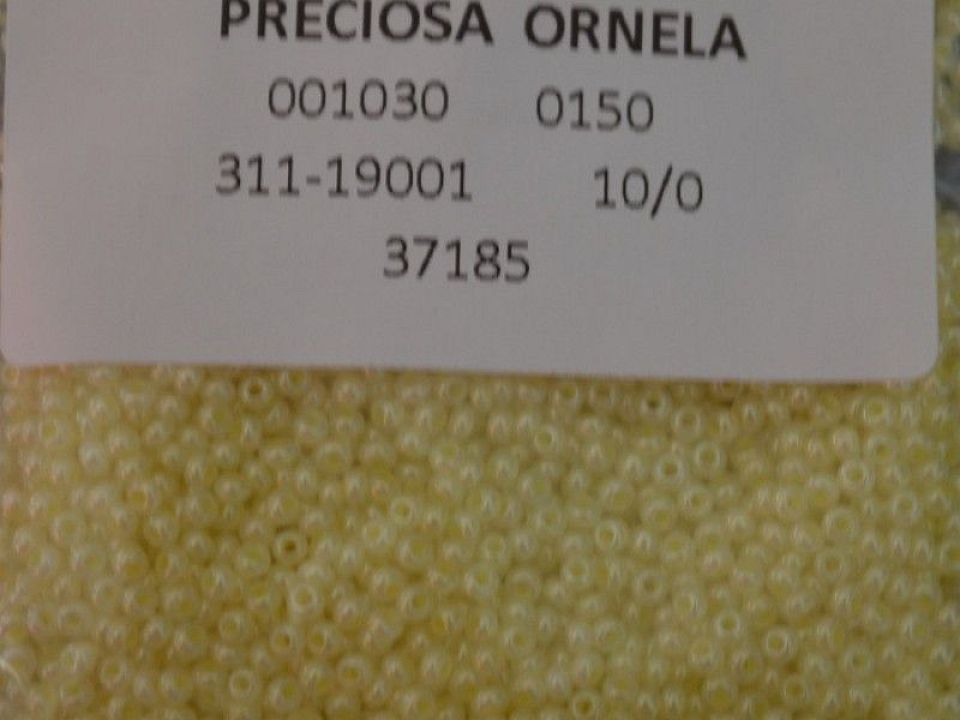 PRECIOSA ORNELA
001030 0150
311-19001 10/0
37185